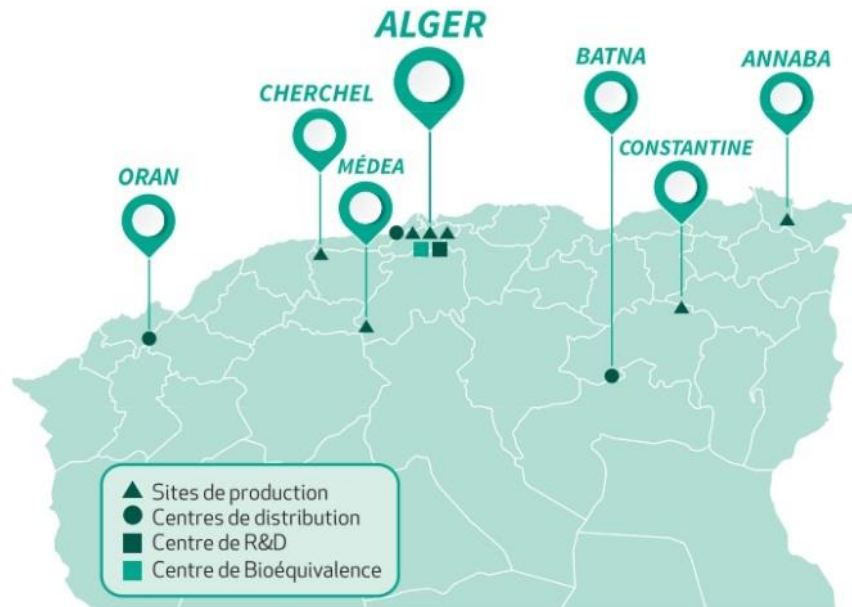 ALGER
BATNA
ANNABA
CHERCHEL
MÉDEA
CONSTANTINE
ORAN
Sites de production
Centres de distribution
Centre de R&D
Centre de Bioéquivalence